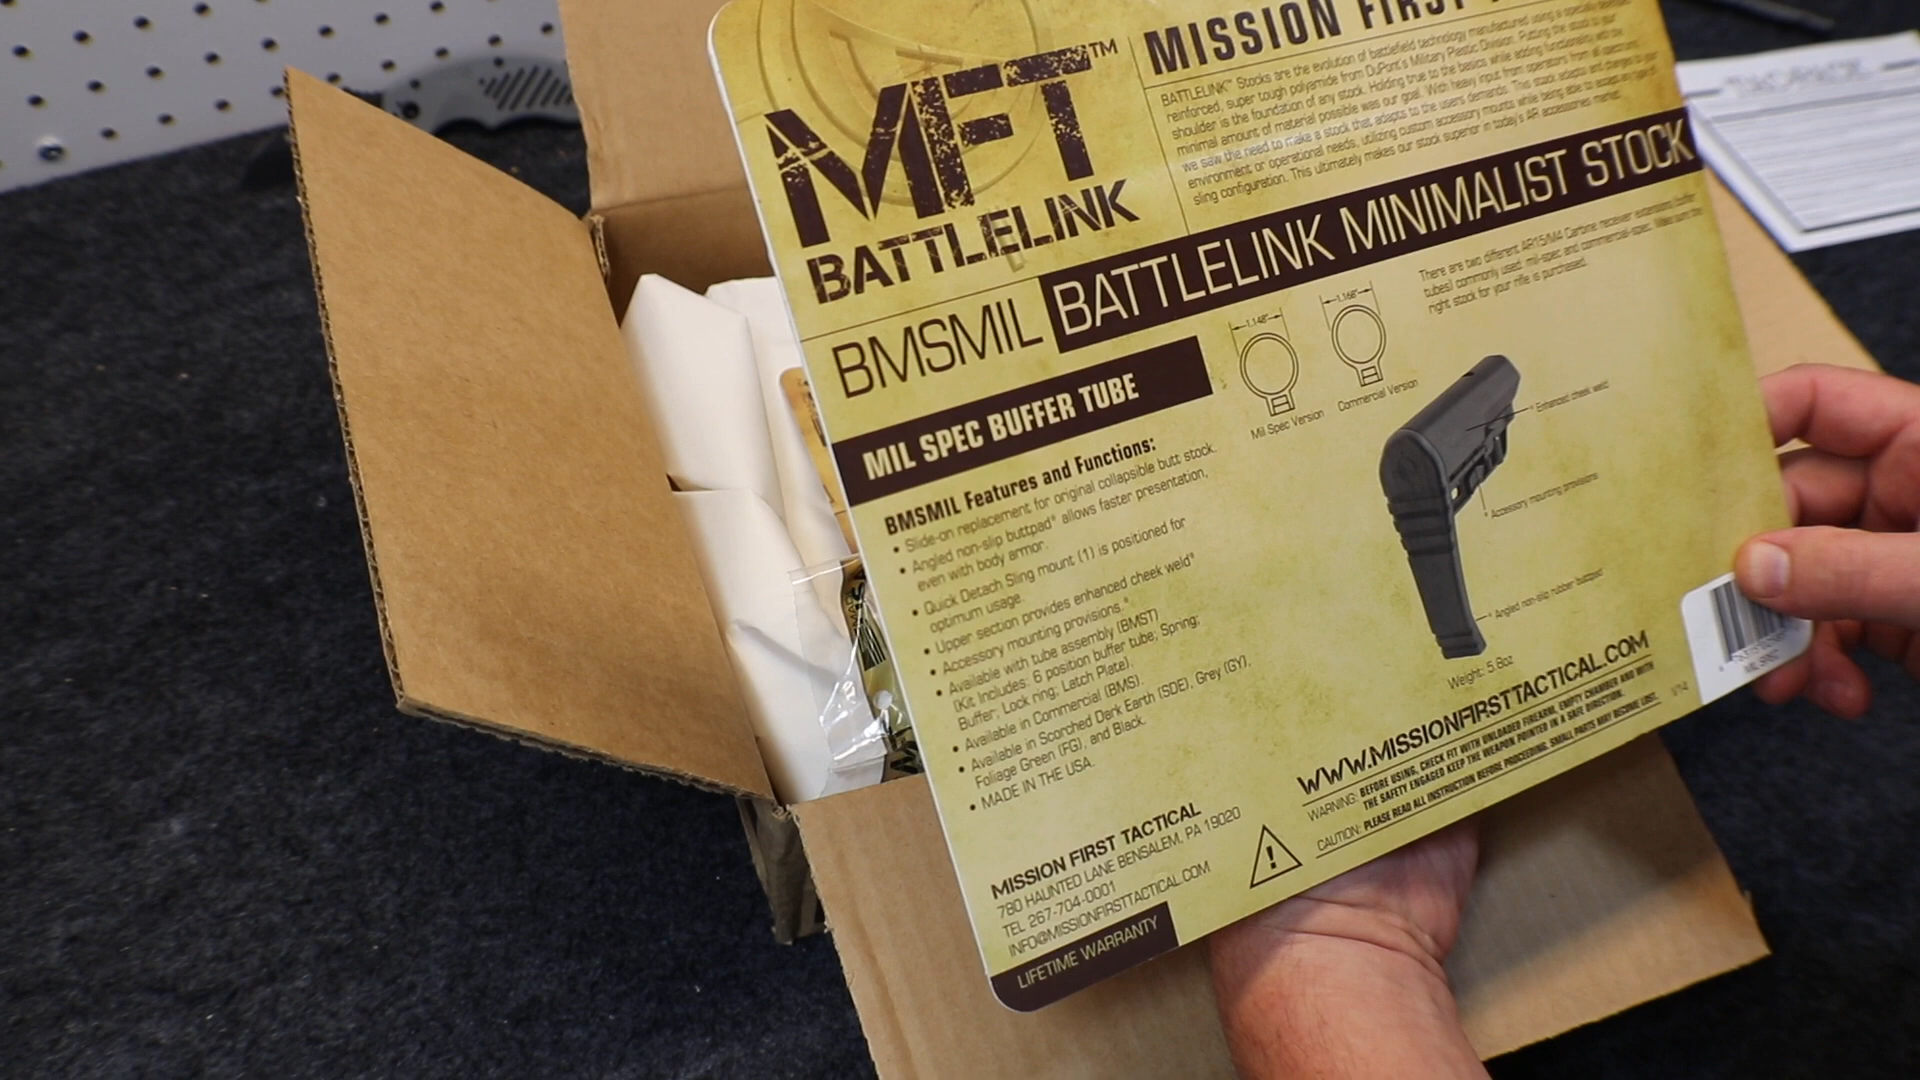 MFT™
BATTLELINK
MISSION FIRST
BATTLELINK™ Stocks are the evolution of battlefield technology manufactured using a specially
reinforced, super tough polyamide from DuPont's Military Plastic Division. Putting the stock to your
shoulder is the foundation of any stock. Holding true to the basics while adding functionality with the
minimal amount of material possible was our goal. With heavy input from operators from all
we saw the need to make a stock that adapts to the users demands. This stock adapts and changes to your
environment or operational needs, utilizing custom accessory mounts while being able to accept any type of
sling configuration. This ultimately makes our stock superior in today's AR accessories market.
BMSMIL BATTLELINK MINIMALIST STOCK
MIL SPEC BUFFER TUBE
1.148"
1.168"
Mil Spec Version
Commercial Version
There are two different AR15/M4 Carbine receiver extensions (buffer
tubes) commonly used, mil-spec and commercial-spec. Make sure the
right stock for your rifle is purchased.
BMSMIL Features and Functions:
• Slide-on replacement for original collapsible butt stock.
• Angled non-slip buttpad* allows faster presentation,
even with body armor.
• Quick Detach Sling mount (1) is positioned for
optimum usage.
• Upper section provides enhanced cheek weld*
• Accessory mounting provisions.*
• Available with tube assembly (BMST)
(Kit Includes: 6 position buffer tube; Spring;
Buffer; Lock ring; Latch Plate).
• Available in Commercial (BMS).
• Available in Scorched Dark Earth (SDE), Grey (GY),
Foliage Green (FG), and Black.
• MADE IN THE USA.
* Enhanced cheek weld
* Accessory mounting provisions
* Angled non-slip rubber buttpad
Weight: 5.8oz
WWW.MISSIONFIRSTTACTICAL.COM
WARNING: BEFORE USING, CHECK FIT WITH UNLOADED FIREARM, EMPTY CHAMBER AND WITH
THE SAFETY ENGAGED KEEP THE WEAPON POINTED IN A SAFE DIRECTION.
CAUTION: PLEASE READ ALL INSTRUCTION BEFORE PROCEEDING. SMALL PARTS MAY BECOME LOST.
V14
MIL SPEC
MISSION FIRST TACTICAL
780 HAUNTED LANE BENSALEM, PA 19020
TEL 267-704-0001
INFO@MISSIONFIRSTTACTICAL.COM
LIFETIME WARRANTY